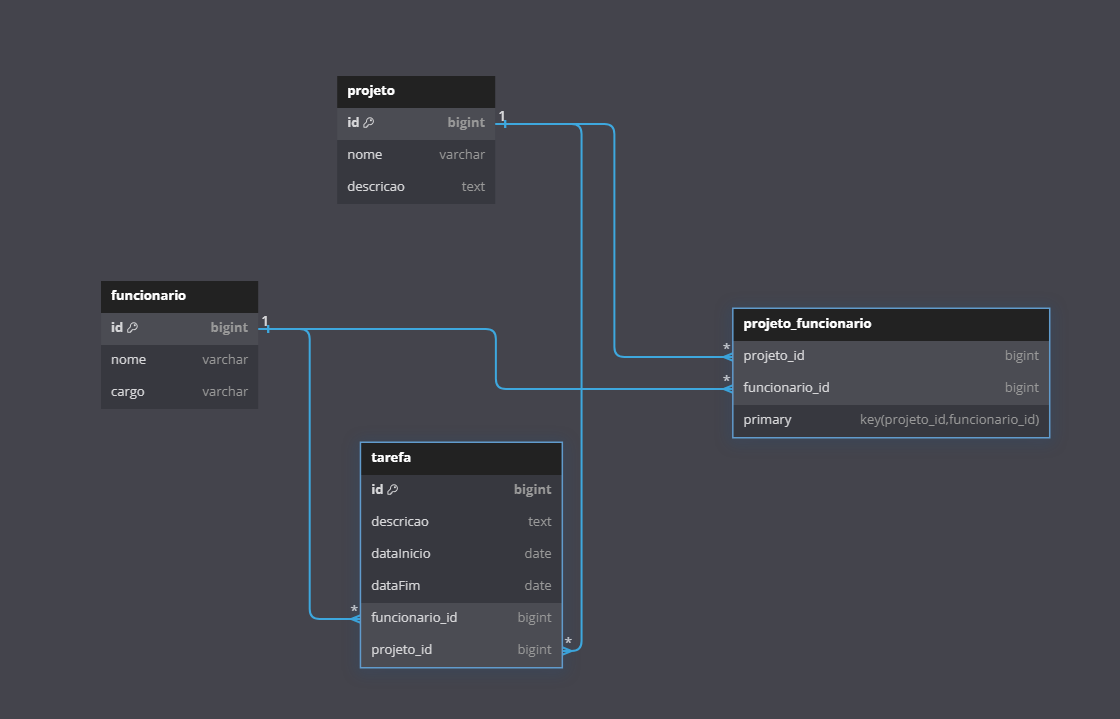 projeto
1
id bigint
nome varchar
descricao text
funcionario
1
id bigint
nome varchar
cargo varchar
projeto_funcionario
*
projeto_id bigint
*
funcionario_id bigint
primary key(projeto_id,funcionario_id)
tarefa
id bigint
descricao text
dataInicio date
dataFim date
*
funcionario_id bigint
*
projeto_id bigint